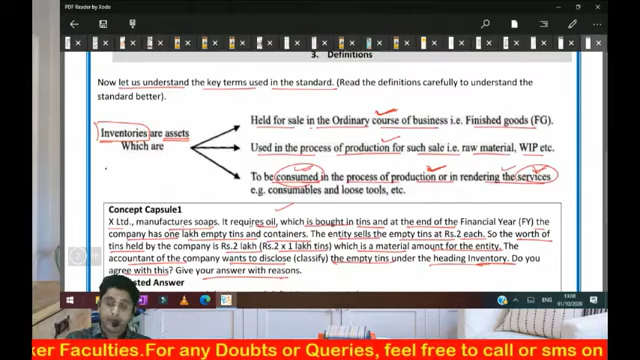 PDF Reader by Xodo
3. Definitions
Now let us understand the key terms used in the standard. (Read the definitions carefully to understand the
standard better).
Inventories are assets
Which are
Held for sale in the Ordinary course of business i.e. Finished goods (FG).
Used in the process of production for such sale i.e. raw material, WIP etc.
To be consumed in the process of production or in rendering the services
e.g. consumables and loose tools, etc.
Concept Capsule1
X Ltd., manufactures soaps. It requires oil, which is bought in tins and at the end of the Financial Year (FY) the
company has one lakh empty tins and containers. The entity sells the empty tins at Rs.2 each. So the worth of
tins held by the company is Rs.2 lakh (Rs.2 x 1 lakh tins) which is a material amount for the entity. The
accountant of the company wants to disclose (classify) the empty tins under the heading Inventory. Do you
agree with this? Give your answer with reasons.
ested Answer
ENG
13:08
01/10/2020
ker Faculties.For any Doubts or Queries, feel free to call or sms on